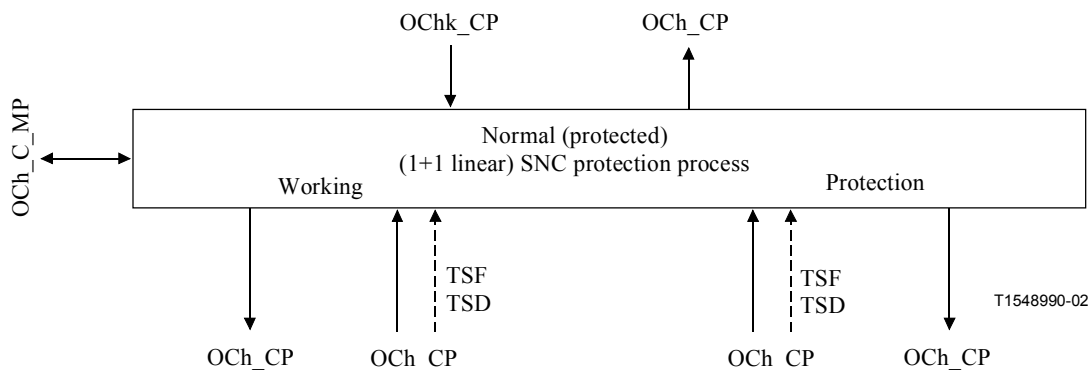 OChk_CP
OCh_CP
OCh_C_MP
Normal (protected)
(1+1 linear) SNC protection process
Working
Protection
TSF
TSD
TSF
TSD
T1548990-02
OCh_CP
OCh CP
OCh CP
OCh_CP